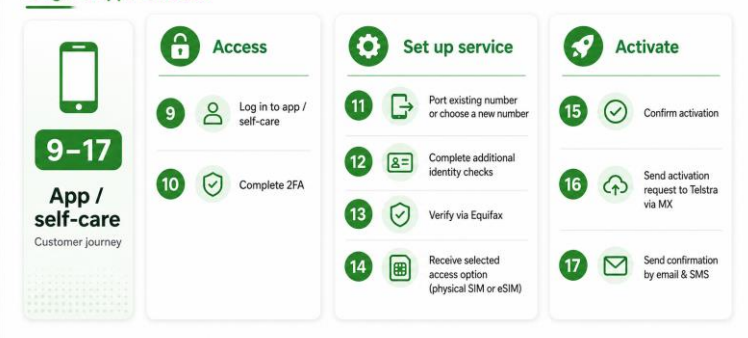 9–17
App /
self-care
Customer journey
Access
9
Log in to app /
self-care
10
Complete 2FA
Set up service
11
Port existing number
or choose a new number
12
Complete additional
identity checks
13
Verify via Equifax
14
Receive selected
access option
(physical SIM or eSIM)
Activate
15
Confirm activation
16
Send activation
request to Telstra
via MX
17
Send confirmation
by email & SMS